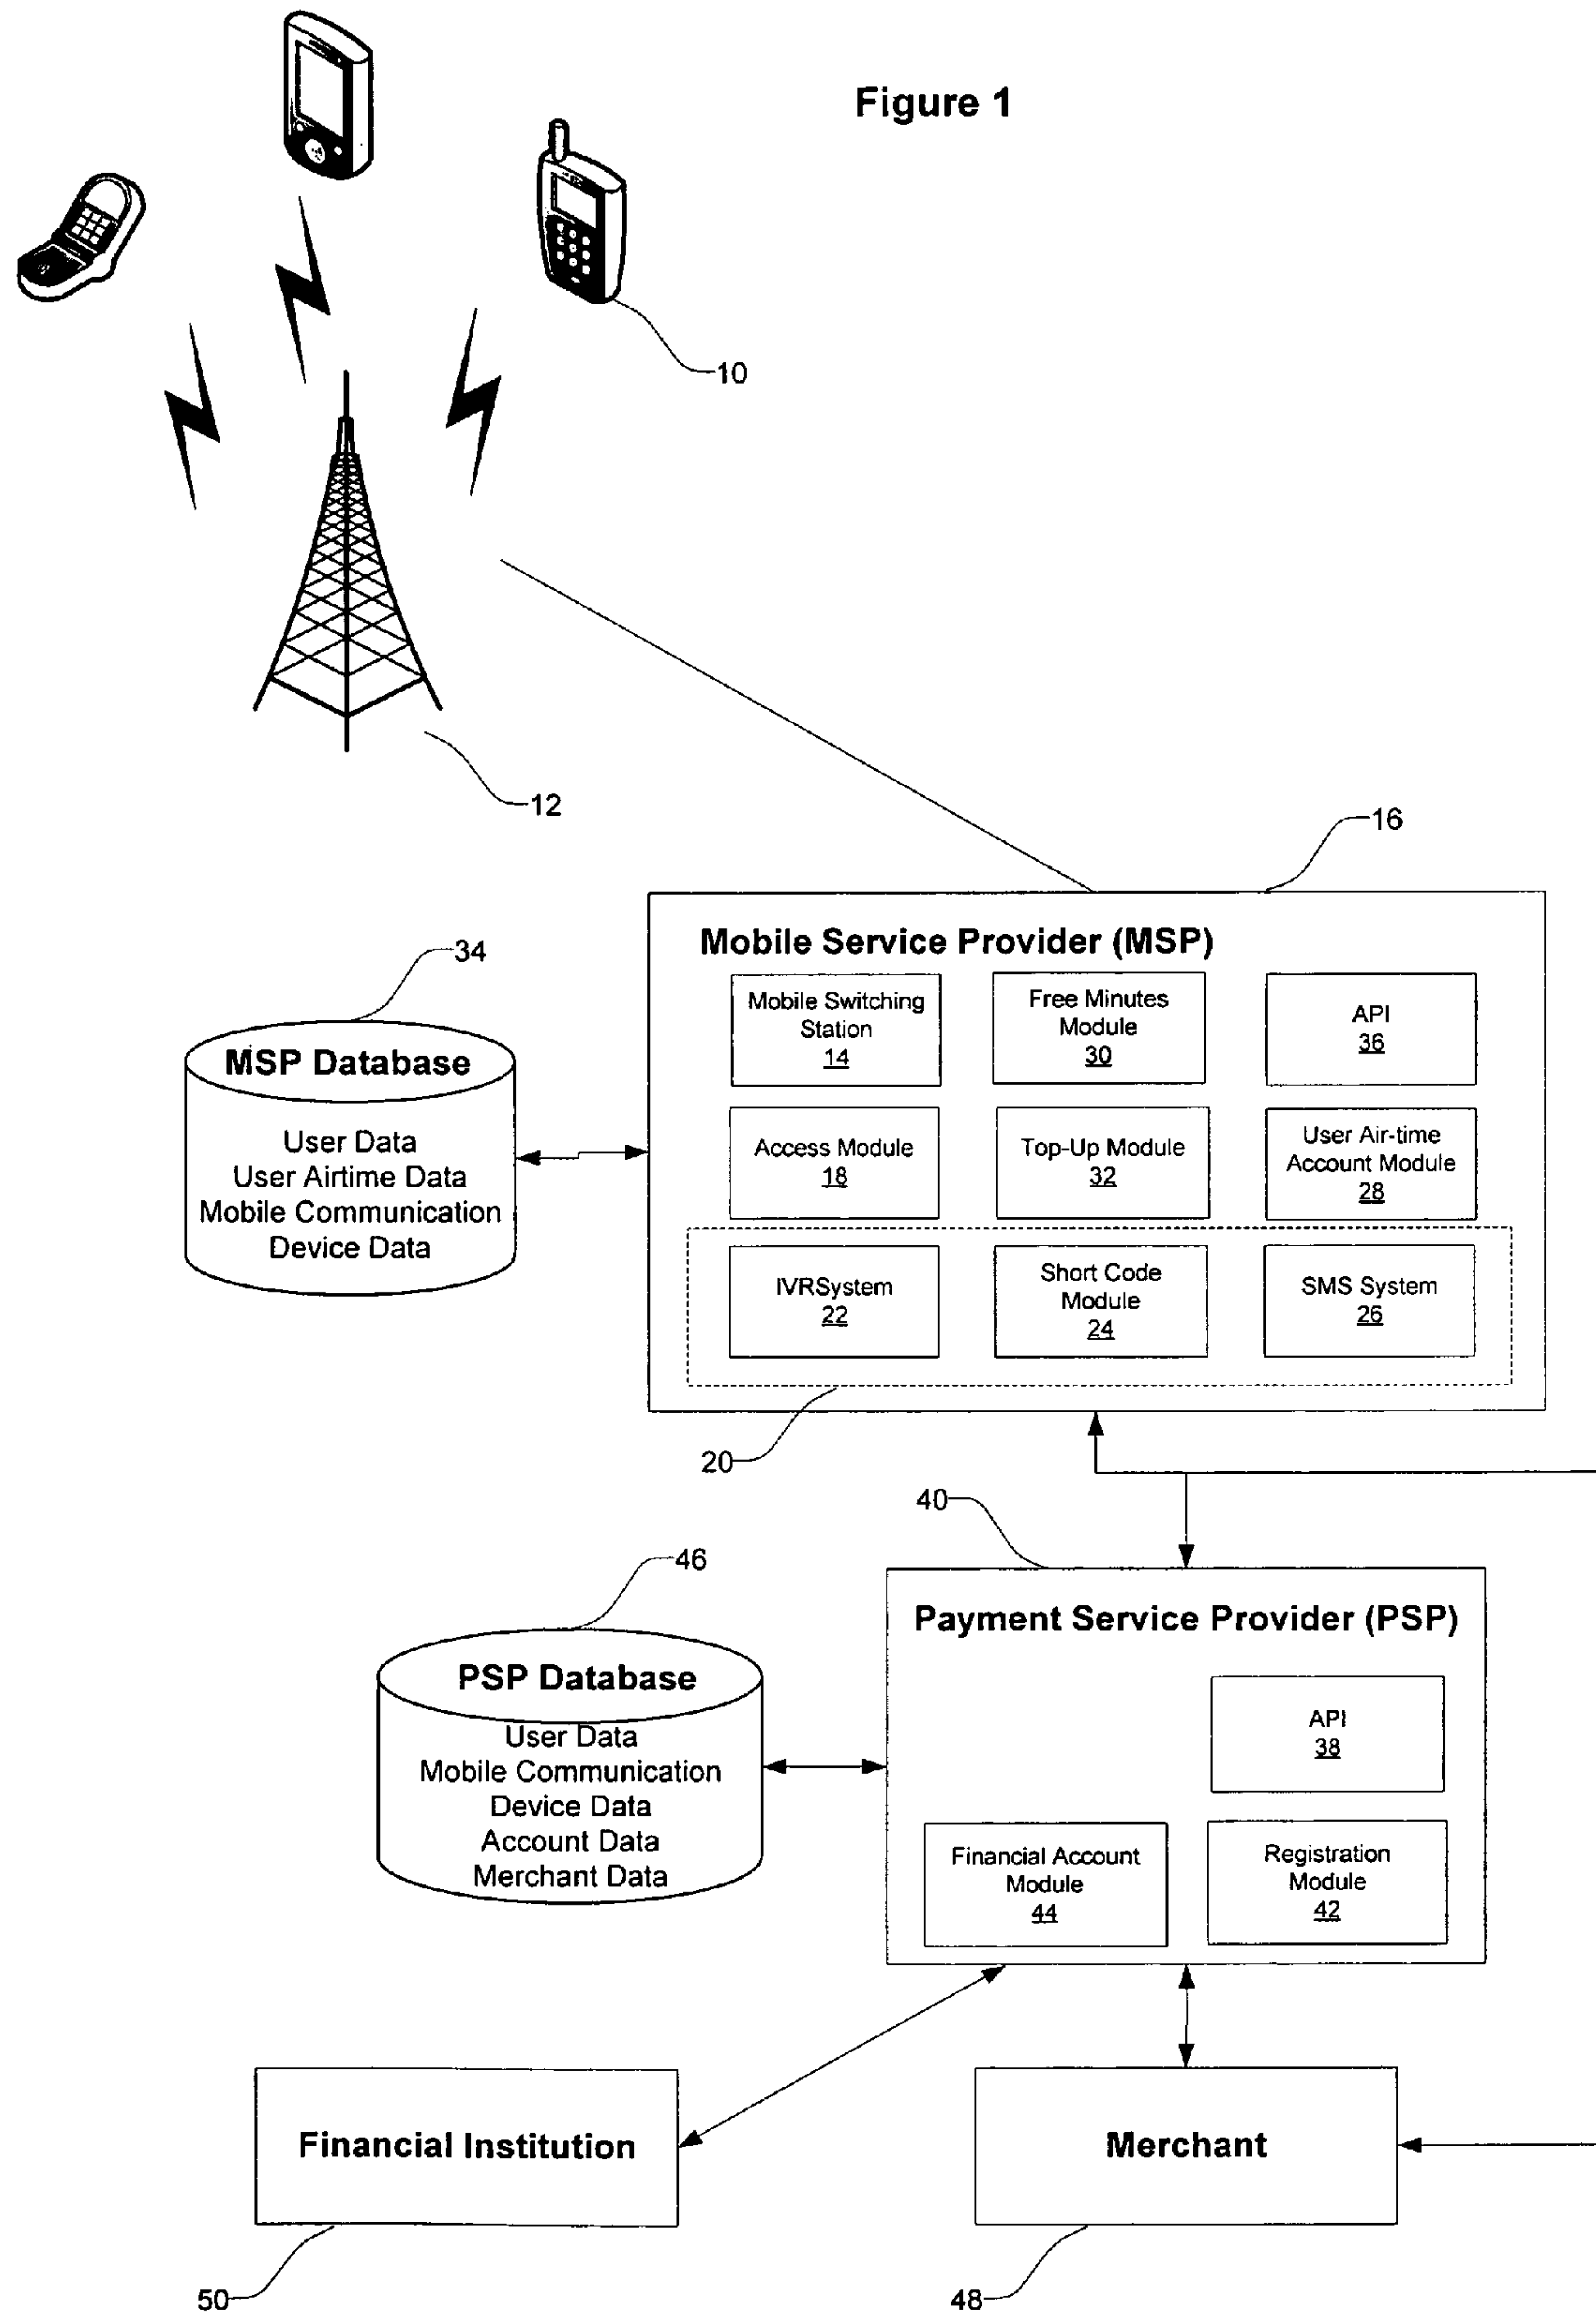 Figure 1
10
12
16
Mobile Service Provider (MSP)
Mobile Switching
Station
14
Free Minutes
Module
30
API
36
Access Module
18
Top-Up Module
32
User Air-time
Account Module
28
IVRSystem
22
Short Code
Module
24
SMS System
26
20
34
MSP Database
User Data
User Airtime Data
Mobile Communication
Device Data
40
Payment Service Provider (PSP)
API
38
Financial Account
Module
44
Registration
Module
42
46
PSP Database
User Data
Mobile Communication
Device Data
Account Data
Merchant Data
Financial Institution
50
Merchant
48